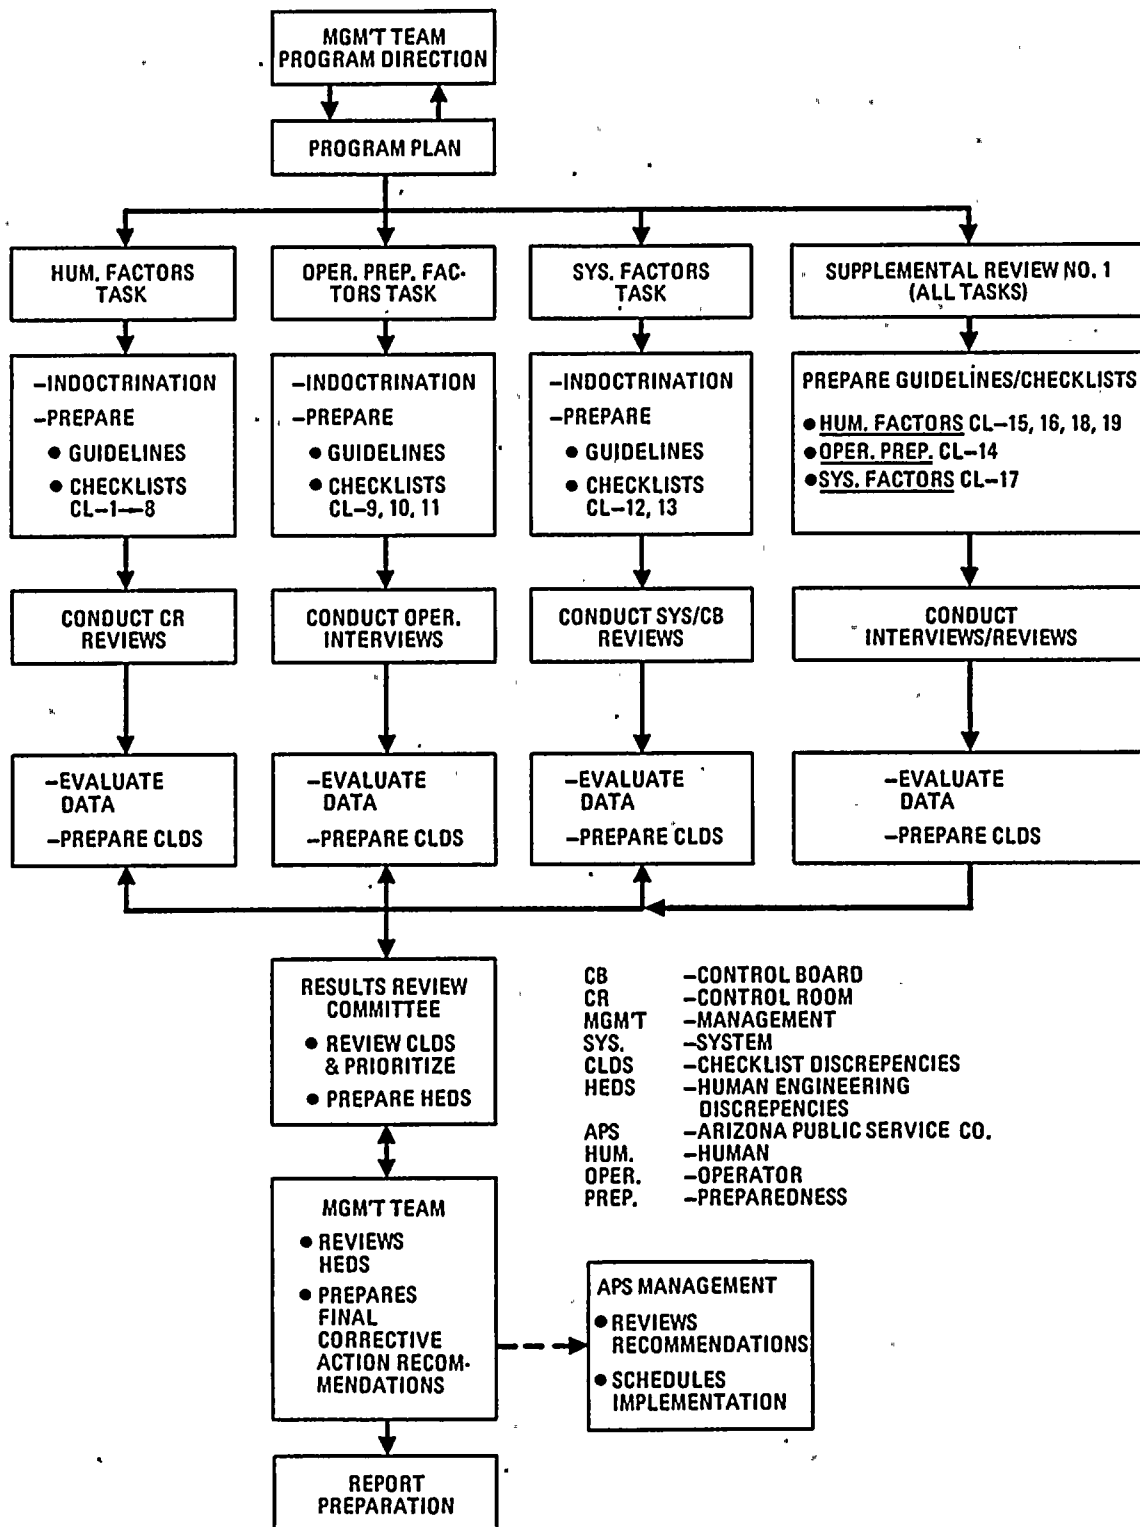 MGM'T TEAM
PROGRAM DIRECTION
PROGRAM PLAN
HUM. FACTORS
TASK
OPER. PREP. FAC-
TORS TASK
SYS. FACTORS
TASK
SUPPLEMENTAL REVIEW NO. 1
(ALL TASKS)
–INDOCTRINATION
–PREPARE
● GUIDELINES
● CHECKLISTS
CL–1→8
–INDOCTRINATION
–PREPARE
● GUIDELINES
● CHECKLISTS
CL–9, 10, 11
–INDOCTRINATION
–PREPARE
● GUIDELINES
● CHECKLISTS
CL–12, 13
PREPARE GUIDELINES/CHECKLISTS
● HUM. FACTORS CL–15, 16, 18, 19
● OPER. PREP. CL–14
● SYS. FACTORS CL–17
CONDUCT CR
REVIEWS
CONDUCT OPER.
INTERVIEWS
CONDUCT SYS/CB
REVIEWS
CONDUCT
INTERVIEWS/REVIEWS
–EVALUATE
DATA
–PREPARE CLDS
–EVALUATE
DATA
–PREPARE CLDS
–EVALUATE
DATA
–PREPARE CLDS
–EVALUATE
DATA
–PREPARE CLDS
RESULTS REVIEW
COMMITTEE
● REVIEW CLDS
& PRIORITIZE
● PREPARE HEDS
CB –CONTROL BOARD
CR –CONTROL ROOM
MGM'T –MANAGEMENT
SYS. –SYSTEM
CLDS –CHECKLIST DISCREPENCIES
HEDS –HUMAN ENGINEERING
DISCREPENCIES
APS –ARIZONA PUBLIC SERVICE CO.
HUM. –HUMAN
OPER. –OPERATOR
PREP. –PREPAREDNESS
MGM'T TEAM
● REVIEWS
HEDS
● PREPARES
FINAL
CORRECTIVE
ACTION RECOM-
MENDATIONS
APS MANAGEMENT
● REVIEWS
RECOMMENDATIONS
● SCHEDULES
IMPLEMENTATION
REPORT
PREPARATION